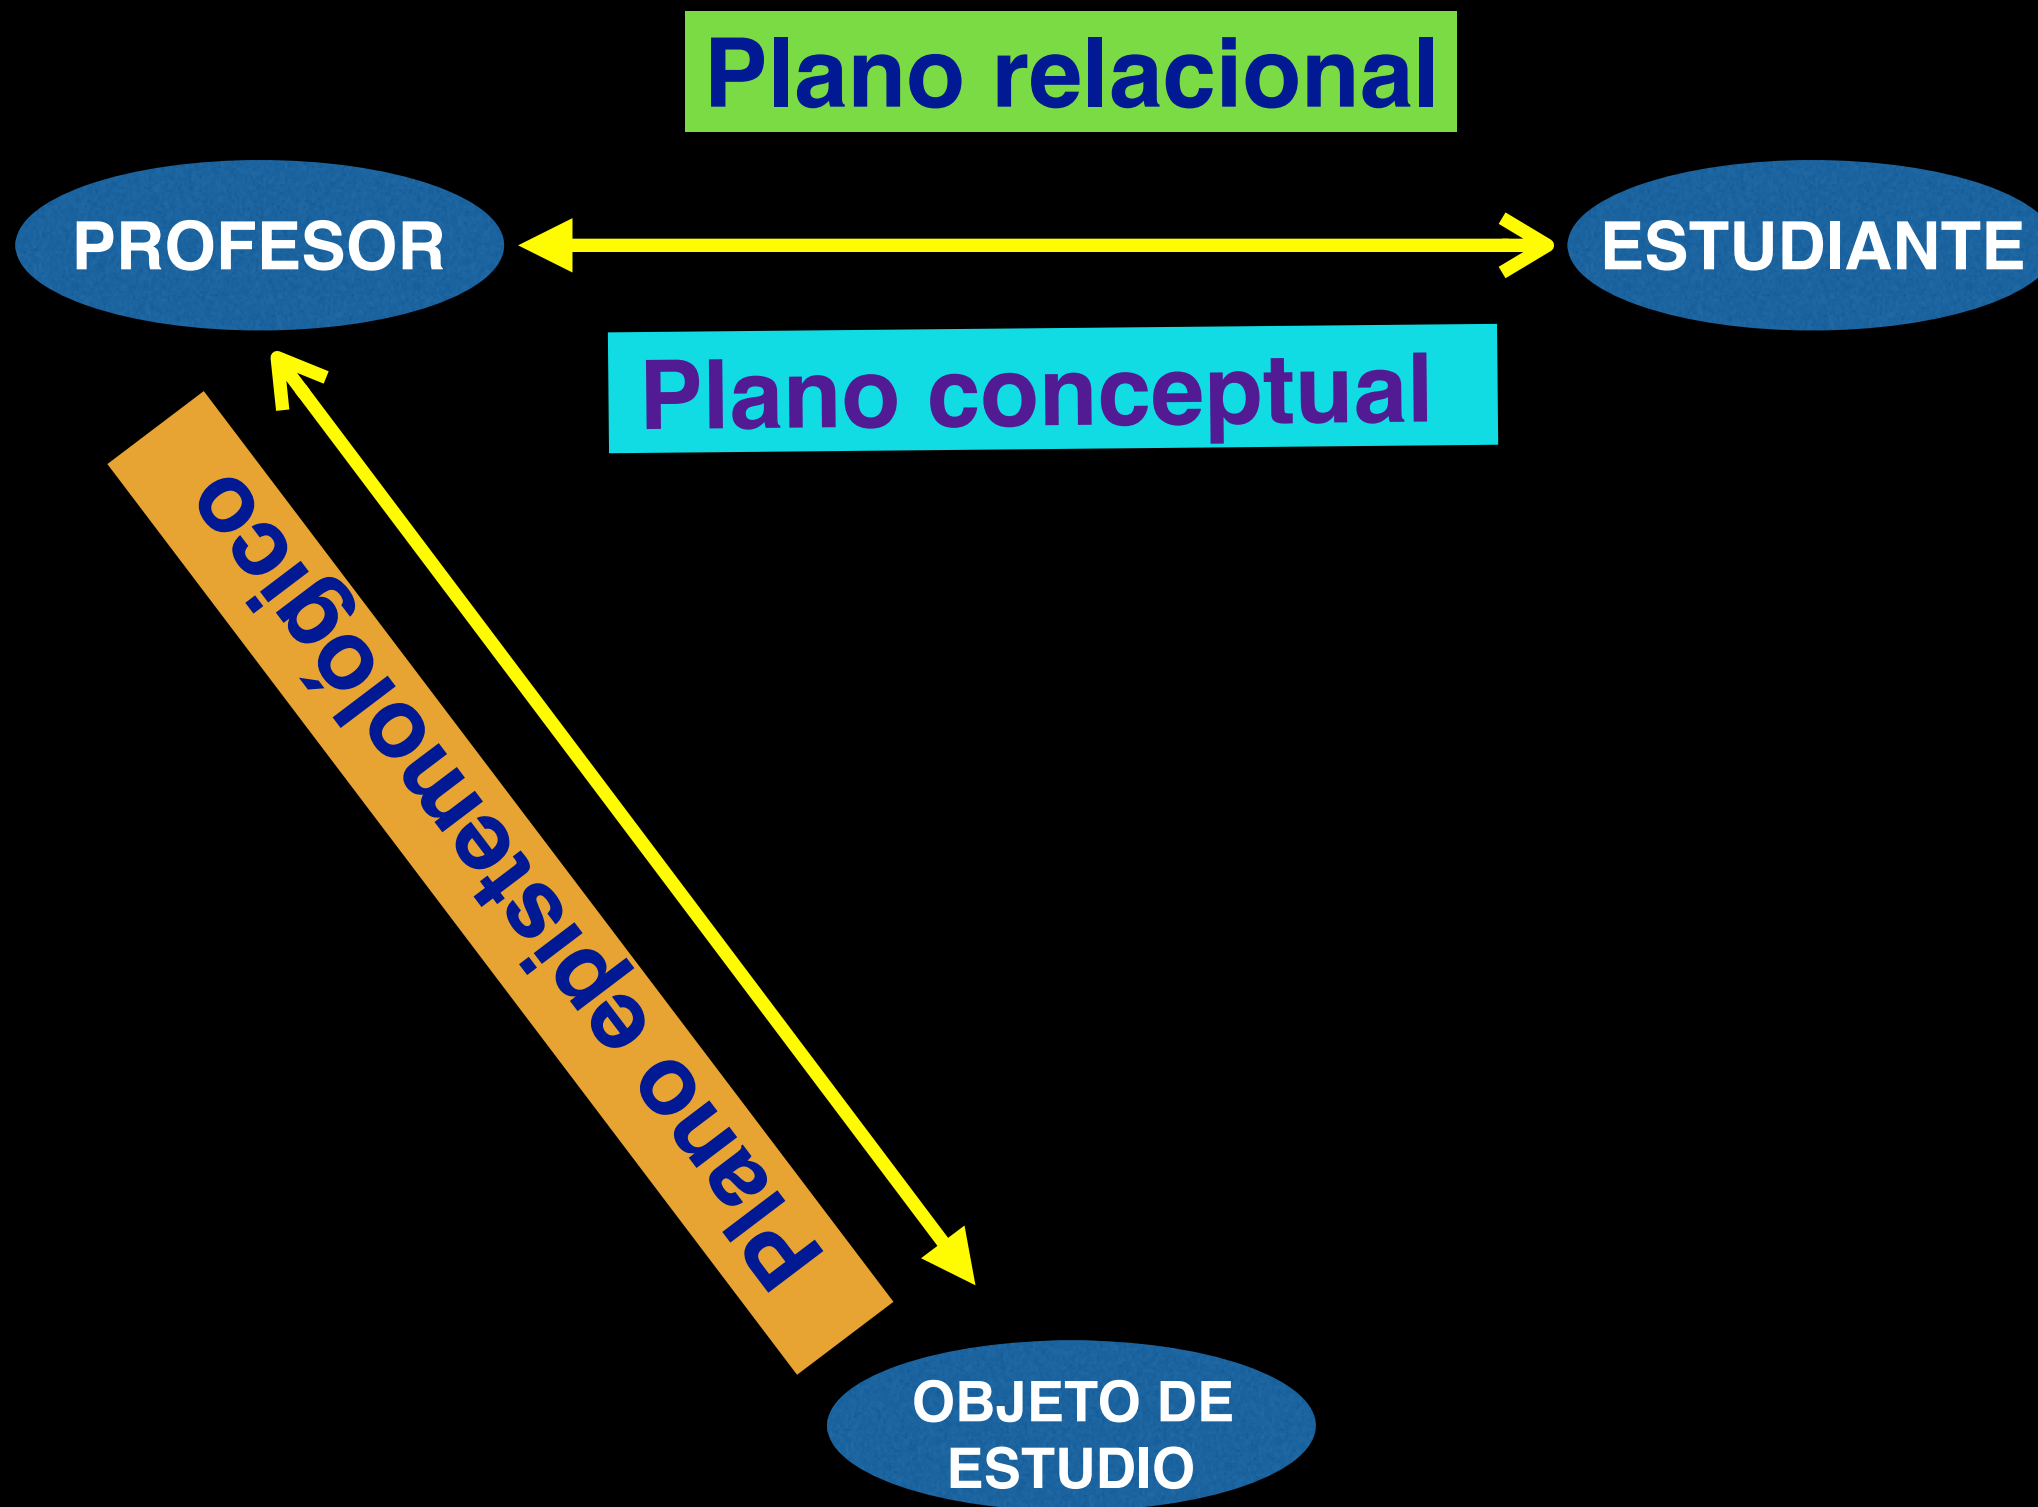 Plano relacional
PROFESOR
ESTUDIANTE
Plano conceptual
Plano epistemológico
OBJETO DE
ESTUDIO